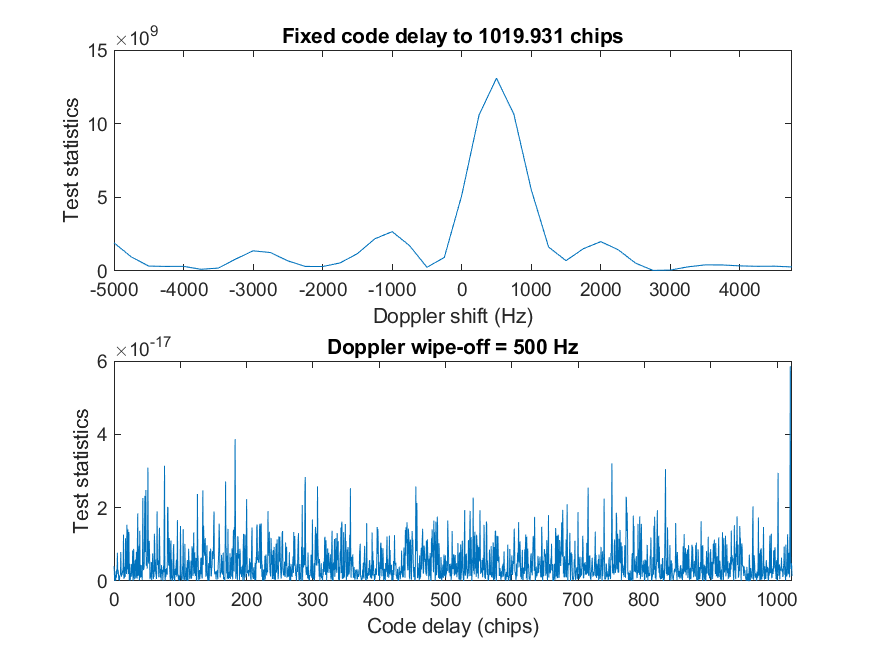 Fixed code delay to 1019.931 chips
×10^9
15
10
5
0
Test statistics
-5000 -4000 -3000 -2000 -1000 0 1000 2000 3000 4000
Doppler shift (Hz)
Doppler wipe-off = 500 Hz
×10^-17
6
4
2
0
Test statistics
0 100 200 300 400 500 600 700 800 900 1000
Code delay (chips)